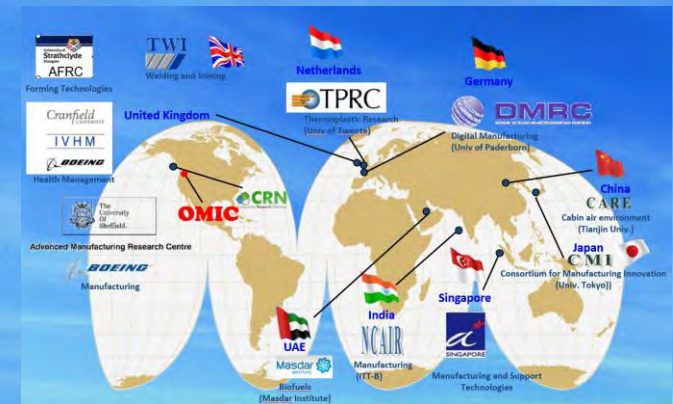 University of
Strathclyde
Glasgow
AFRC
Forming Technologies
TWI
Welding and Joining
Netherlands
Germany
TPRC
Thermoplastic Research
(Univ of Twente)
DMRC
Digital Manufacturing
(Univ of Paderborn)
United Kingdom
Cranfield
UNIVERSITY
IVHM
BOEING
Health Management
OMIC
CRN
The
University
Of
Sheffield.
Advanced Manufacturing Research Centre
BOEING
Manufacturing
China
CARE
Cabin air environment
(Tianjin Univ.)
Japan
CMI
Consortium for Manufacturing Innovation
(Univ. Tokyo))
Singapore
SINGAPORE
Manufacturing and Support
Technologies
India
NCAIR
Manufacturing
(ITT-B)
UAE
Masdar
INSTITUTE
Biofuels
(Masdar Institute)